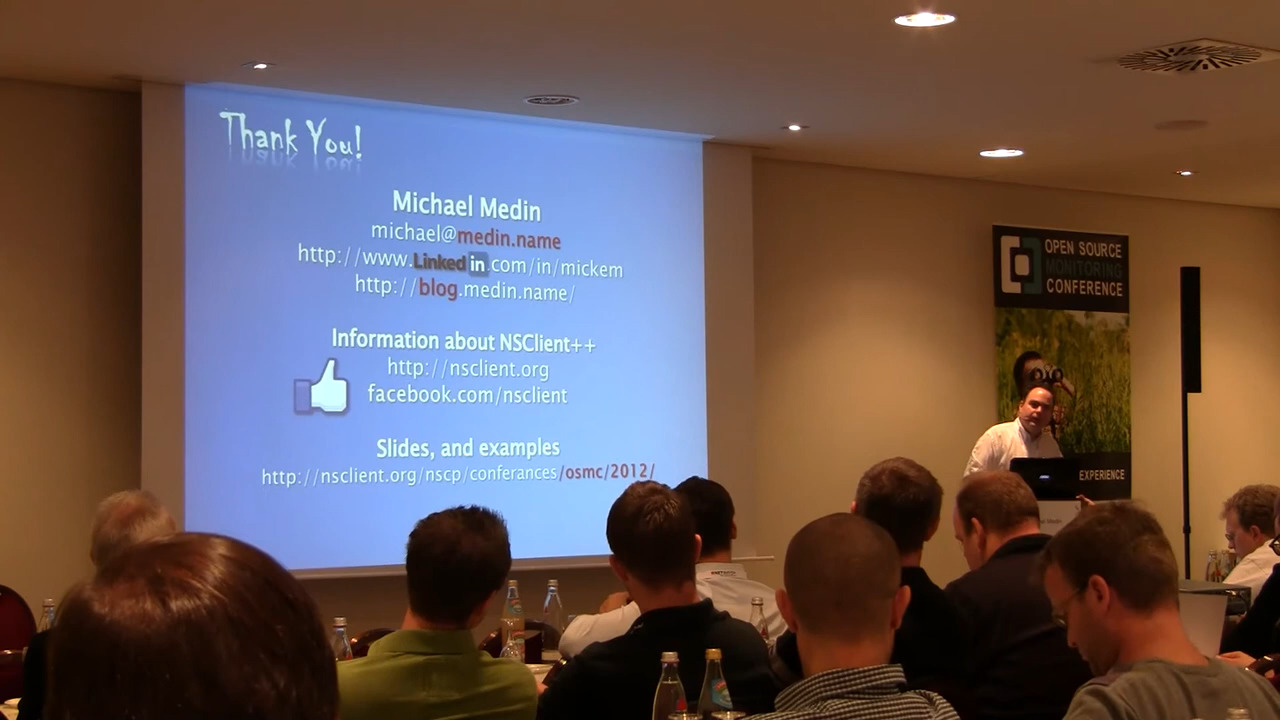 Thank You!
Michael Medin
michael@medin.name
http://www.Linked in.com/in/mickem
http://blog.medin.name/
Information about NSClient++
http://nsclient.org
facebook.com/nsclient
Slides, and examples
http://nsclient.org/nscp/conferances/osmc/2012/
OPEN SOURCE
MONITORING
CONFERENCE
EXPERIENCE